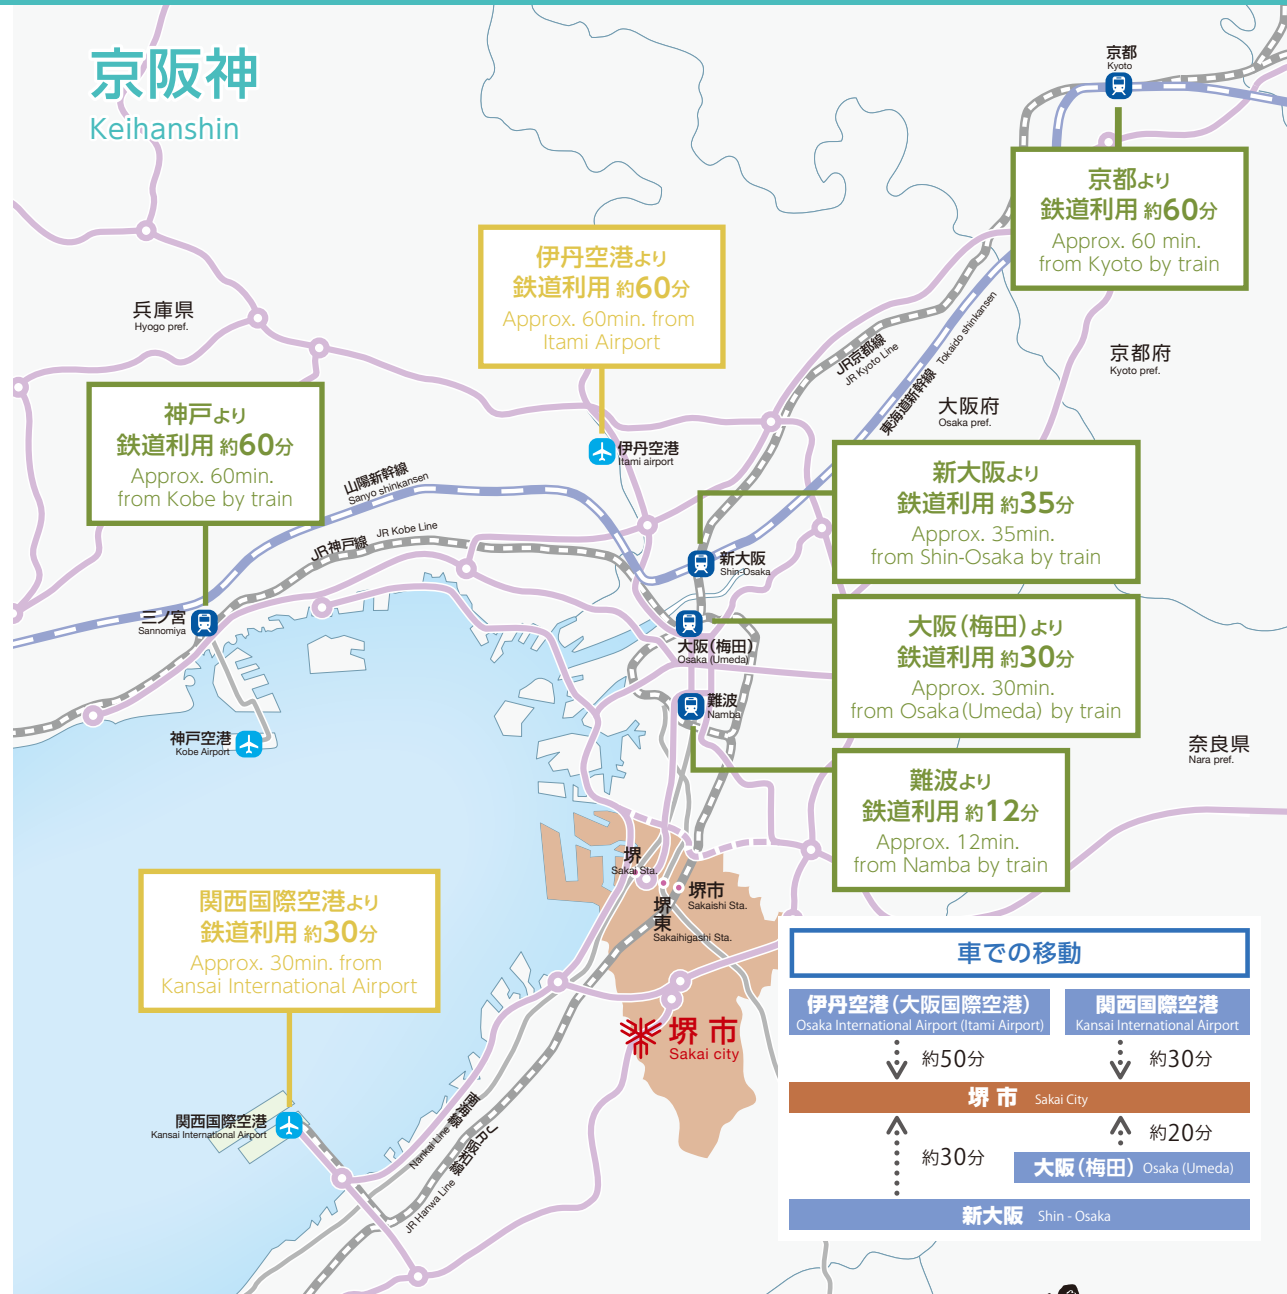 京阪神
Keihanshin
京都
Kyoto
京都より
鉄道利用 約60分
Approx. 60 min.
from Kyoto by train
伊丹空港より
鉄道利用 約60分
Approx. 60min. from
Itami Airport
兵庫県
Hyogo pref.
JR京都線
JR Kyoto Line
東海道新幹線
Tokaido shinkansen
京都府
Kyoto pref.
大阪府
Osaka pref.
神戸より
鉄道利用 約60分
Approx. 60min.
from Kobe by train
伊丹空港
Itami airport
山陽新幹線
Sanyo shinkansen
JR神戸線
JR Kobe Line
新大阪より
鉄道利用 約35分
Approx. 35min.
from Shin-Osaka by train
新大阪
Shin-Osaka
三ノ宮
Sannomiya
大阪(梅田)
Osaka (Umeda)
大阪(梅田)より
鉄道利用 約30分
Approx. 30min.
from Osaka(Umeda) by train
難波
Namba
神戸空港
Kobe Airport
奈良県
Nara pref.
難波より
鉄道利用 約12分
Approx. 12min.
from Namba by train
堺
Sakai Sta.
堺市
Sakaishi Sta.
堺東
Sakaihigashi Sta.
関西国際空港より
鉄道利用 約30分
Approx. 30min. from
Kansai International Airport
堺市
Sakai city
関西国際空港
Kansai International Airport
南海線
Nankai Line
JR阪和線
JR Hanwa Line
車での移動
伊丹空港(大阪国際空港)
Osaka International Airport (Itami Airport)
関西国際空港
Kansai International Airport
約50分
約30分
堺市 Sakai City
約30分
約20分
大阪(梅田) Osaka (Umeda)
新大阪 Shin - Osaka